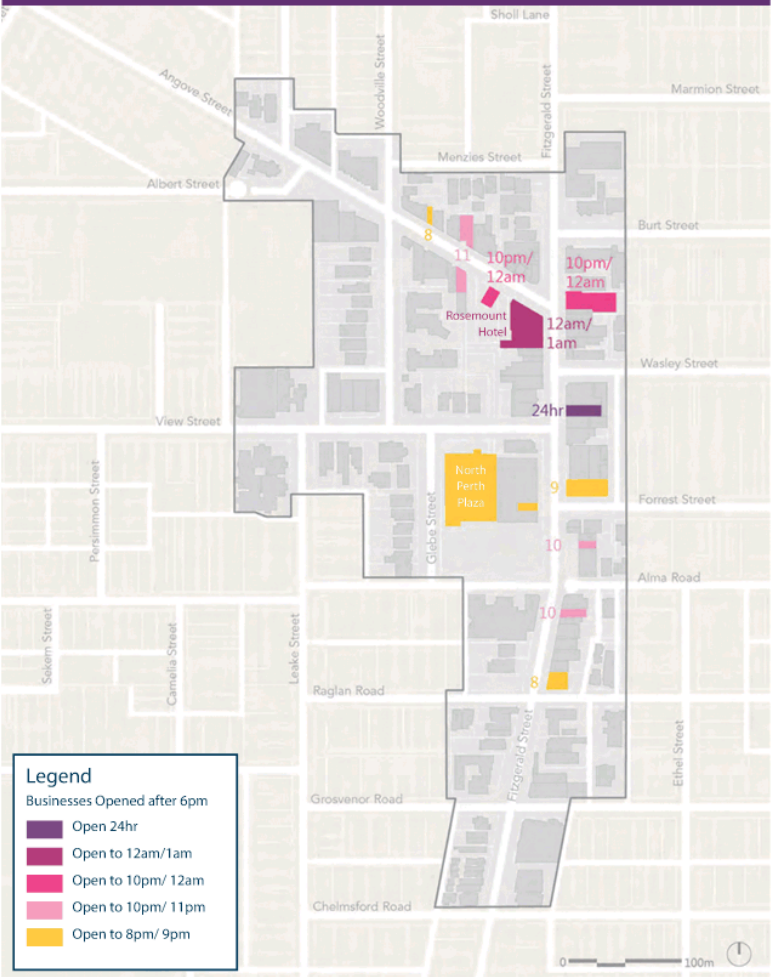 Sholl Lane
Woodville Street
Fitzgerald Street
Angove Street
Marmion Street
Menzies Street
Albert Street
Burt Street
8
11
10pm/
12am
10pm/
12am
Rosemount
Hotel
12am/
1am
Wasley Street
24hr
View Street
North
Perth
Plaza
9
Forrest Street
Persimmon Street
Glebe Street
10
Alma Road
10
Sekem Street
Camelia Street
Leake Street
8
Raglan Road
Fitzgerald Street
Ethel Street
Legend
Businesses Opened after 6pm
Open 24hr
Open to 12am/1am
Open to 10pm/ 12am
Open to 10pm/ 11pm
Open to 8pm/ 9pm
Grosvenor Road
Chelmsford Road
0
100m